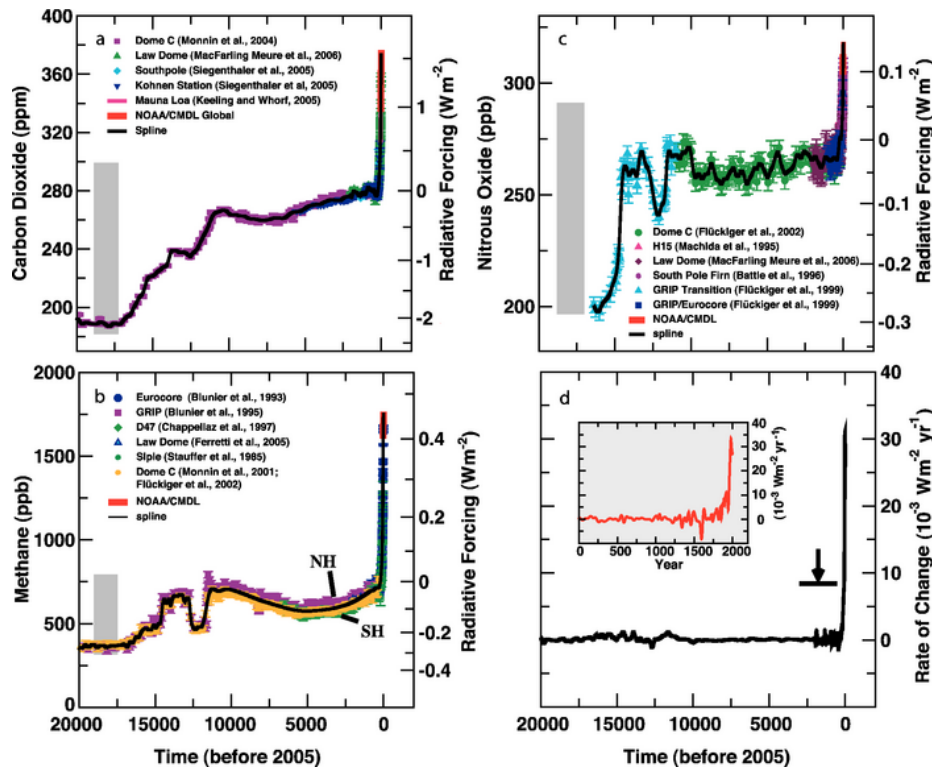 a
Dome C (Monnin et al., 2004)
Law Dome (MacFarling Meure et al., 2006)
Southpole (Siegenthaler et al., 2005)
Kohnen Station (Siegenthaler et al, 2005)
Mauna Loa (Keeling and Whorf, 2005)
NOAA/CMDL Global
Spline
Carbon Dioxide (ppm)
400
360
320
280
240
200
Radiative Forcing (Wm⁻²)
1
0
-1
-2
c
Nitrous Oxide (ppb)
300
250
200
Dome C (Flückiger et al., 2002)
H15 (Machida et al., 1995)
Law Dome (MacFarling Meure et al., 2006)
South Pole Firn (Battle et al., 1996)
GRIP Transition (Flückiger et al., 1999)
GRIP/Eurocore (Flückiger et al., 1999)
NOAA/CMDL
spline
Radiative Forcing (Wm⁻²)
0.1
0
-0.1
-0.2
-0.3
b
Eurocore (Blunier et al., 1993)
GRIP (Blunier et al., 1995)
D47 (Chappellaz et al., 1997)
Law Dome (Ferretti et al., 2005)
Siple (Stauffer et al., 1985)
Dome C (Monnin et al., 2001;
Flückiger et al., 2002)
NOAA/CMDL
spline
Methane (ppb)
2000
1500
1000
500
0
NH
SH
Radiative Forcing (Wm⁻²)
0.4
0.2
0
-0.2
-0.4
20000 15000 10000 5000 0
Time (before 2005)
d
40
30
20
10
0
-10
-5
0
5
10
15
20
25
30
35
40
(10⁻³ Wm⁻² yr⁻¹)
0 500 1000 1500 2000
Year
Rate of Change (10⁻³ Wm⁻² yr⁻¹)
20000 15000 10000 5000 0
Time (before 2005)